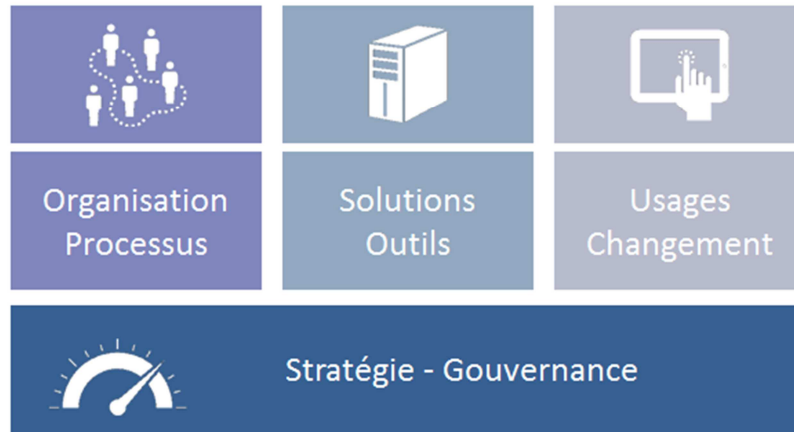 Organisation
Processus
Solutions
Outils
Usages
Changement
Stratégie - Gouvernance